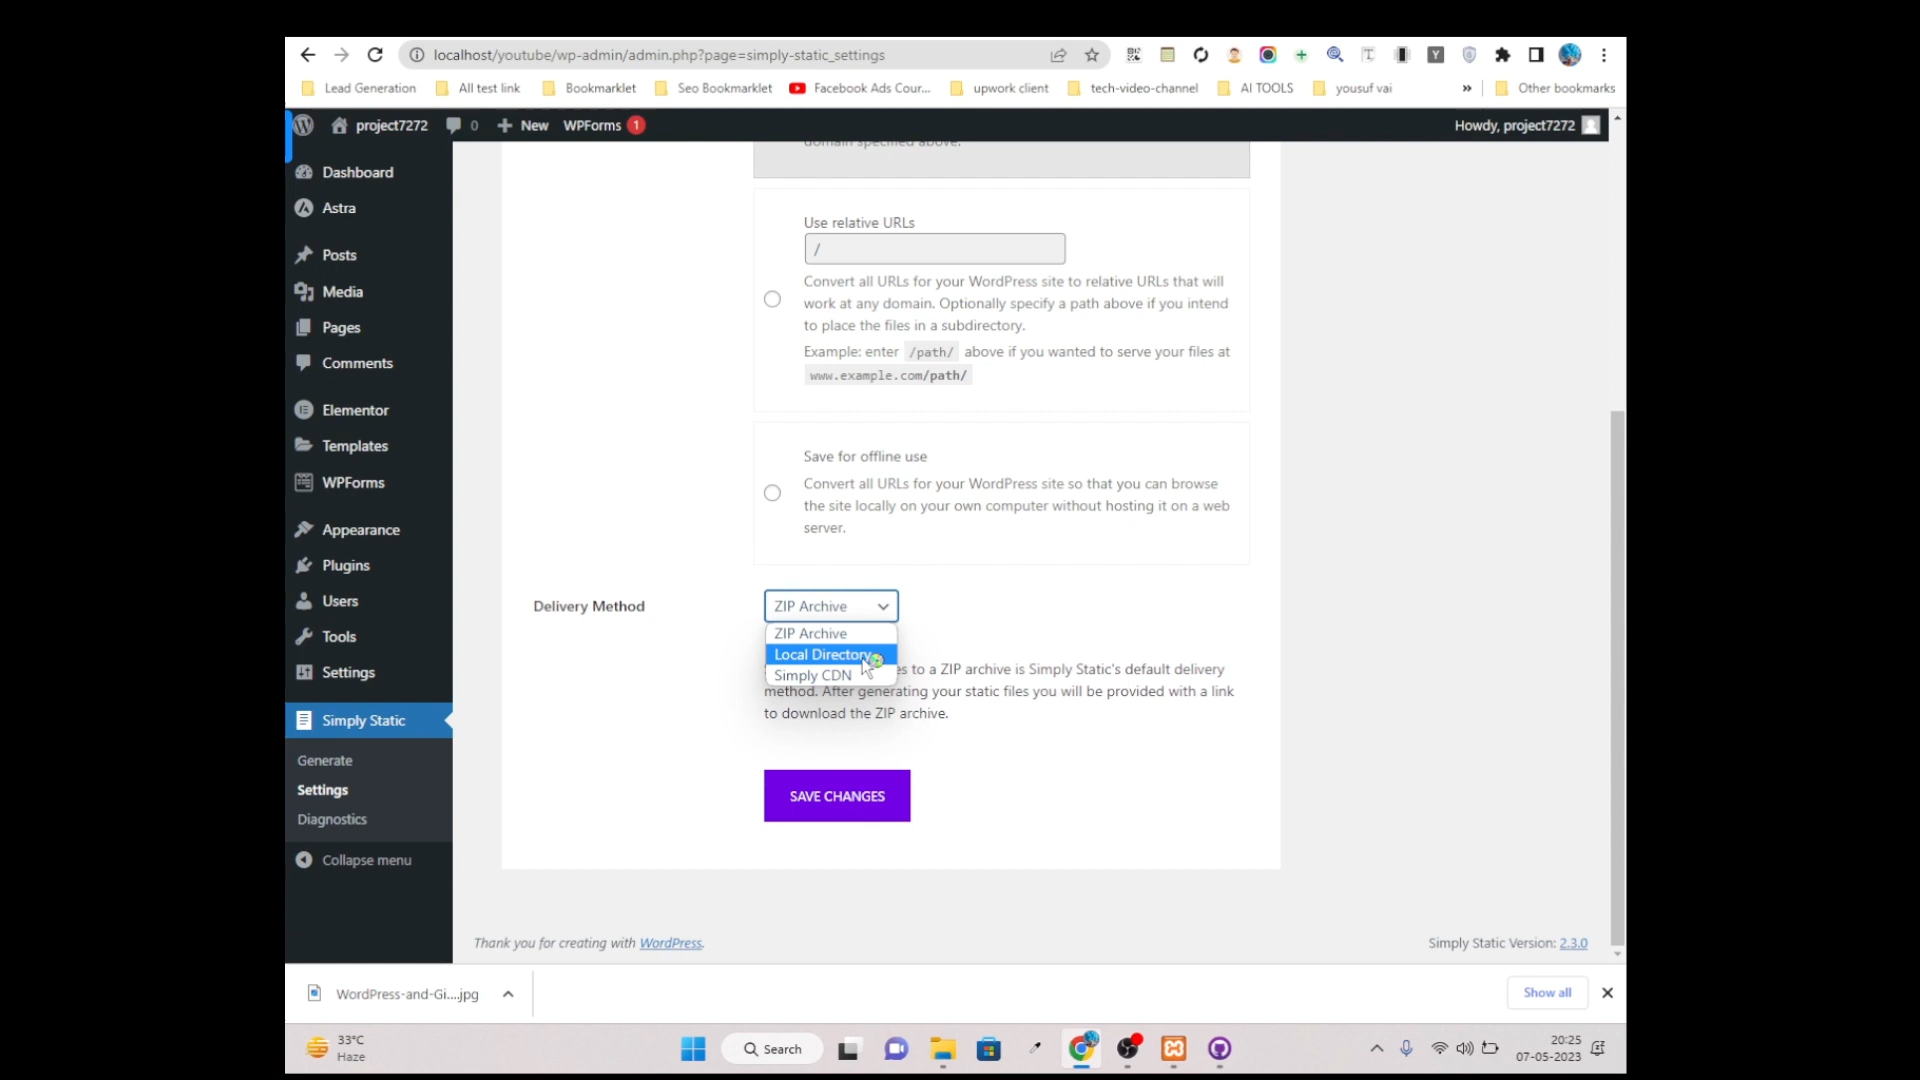 localhost/youtube/wp-admin/admin.php?page=simply-static_settings
Lead Generation
All test link
Bookmarklet
Seo Bookmarklet
Facebook Ads Cour...
upwork client
tech-video-channel
AI TOOLS
yousuf vai
»
Other bookmarks
project7272
0
New
WPForms 1
Howdy, project7272
Dashboard
Astra
Posts
Media
Pages
Comments
Elementor
Templates
WPForms
Appearance
Plugins
Users
Tools
Settings
Simply Static
Generate
Settings
Diagnostics
Collapse menu
domain specified above.
Use relative URLs
/
Convert all URLs for your WordPress site to relative URLs that will
work at any domain. Optionally specify a path above if you intend
to place the files in a subdirectory.
Example: enter /path/ above if you wanted to serve your files at
www.example.com/path/
Save for offline use
Convert all URLs for your WordPress site so that you can browse
the site locally on your own computer without hosting it on a web
server.
Delivery Method
ZIP Archive
ZIP Archive
Local Directory
Simply CDN
to a ZIP archive is Simply Static's default delivery
method. After generating your static files you will be provided with a link
to download the ZIP archive.
SAVE CHANGES
Thank you for creating with WordPress.
Simply Static Version: 2.3.0
WordPress-and-Gi....jpg
Show all
33°C
Haze
Search
20:25
07-05-2023